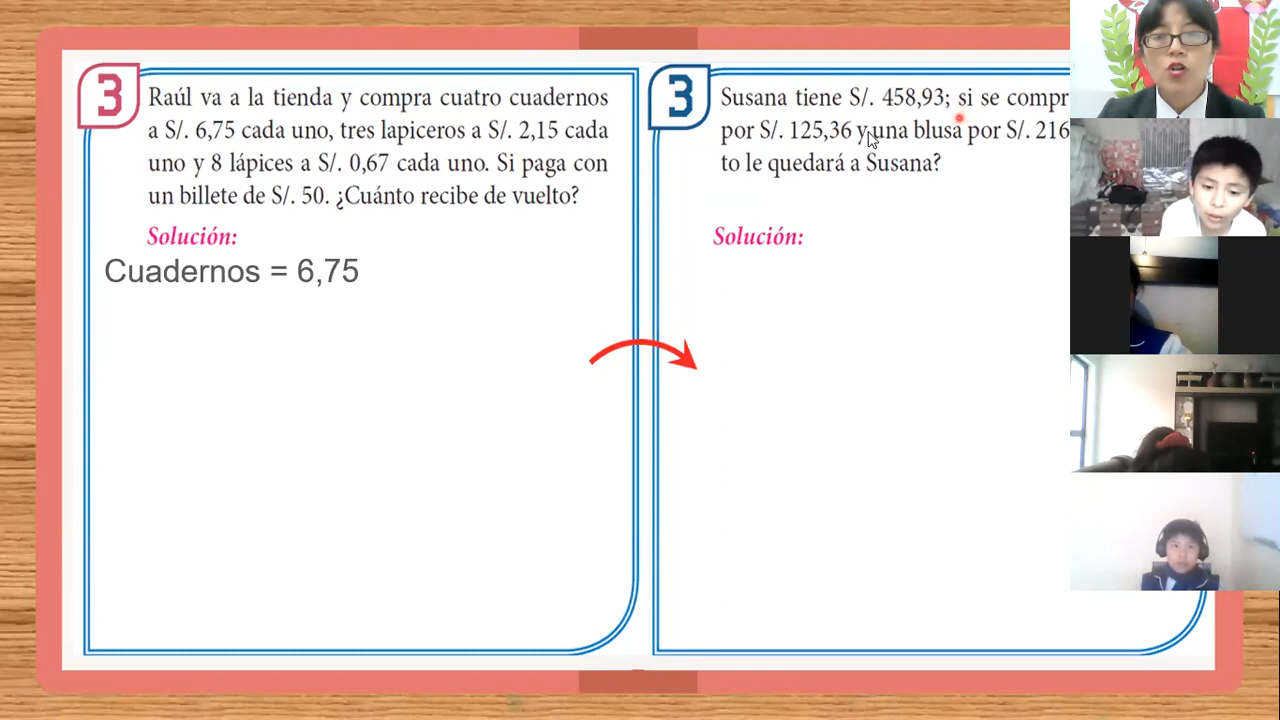 3
Raúl va a la tienda y compra cuatro cuadernos
a S/. 6,75 cada uno, tres lapiceros a S/. 2,15 cada
uno y 8 lápices a S/. 0,67 cada uno. Si paga con
un billete de S/. 50. ¿Cuánto recibe de vuelto?
Solución:
Cuadernos = 6,75
3
Susana tiene S/. 458,93; si se compr
por S/. 125,36 y una blusa por S/. 216
to le quedará a Susana?
Solución: